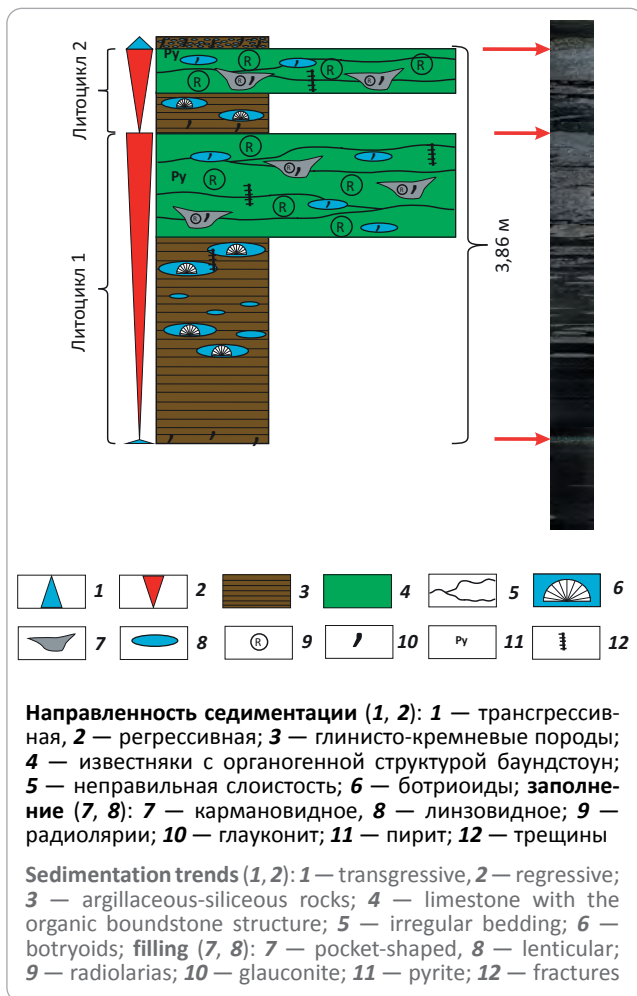 Литоцикл 2
Литоцикл 1
Py
R
R
R
R
R
R
R
R
Py
R
R
R
R
R
R
R
3,86 м
1
2
3
4
5
6
7
8
R
9
10
Py
11
12
Направленность седиментации (1, 2): 1 — трансгрессив-
ная, 2 — регрессивная; 3 — глинисто-кремневые породы;
4 — известняки с органогенной структурой баундстоун;
5 — неправильная слоистость; 6 — ботриоиды; заполне-
ние (7, 8): 7 — кармановидное, 8 — линзовидное; 9 —
радиолярии; 10 — глауконит; 11 — пирит; 12 — трещины
Sedimentation trends (1, 2): 1 — transgressive, 2 — regressive;
3 — argillaceous-siliceous rocks; 4 — limestone with the
organic boundstone structure; 5 — irregular bedding; 6 —
botryoids; filling (7, 8): 7 — pocket-shaped, 8 — lenticular;
9 — radiolarias; 10 — glauconite; 11 — pyrite; 12 — fractures